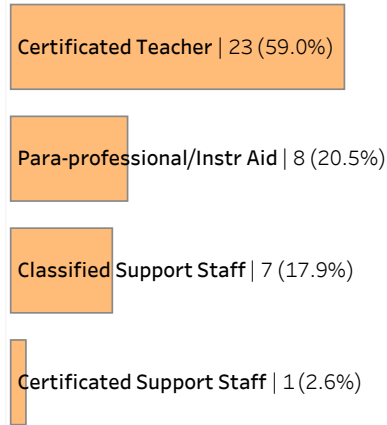 Certificated Teacher | 23 (59.0%)
Para-professional/Instr Aid | 8 (20.5%)
Classified Support Staff | 7 (17.9%)
Certificated Support Staff | 1 (2.6%)